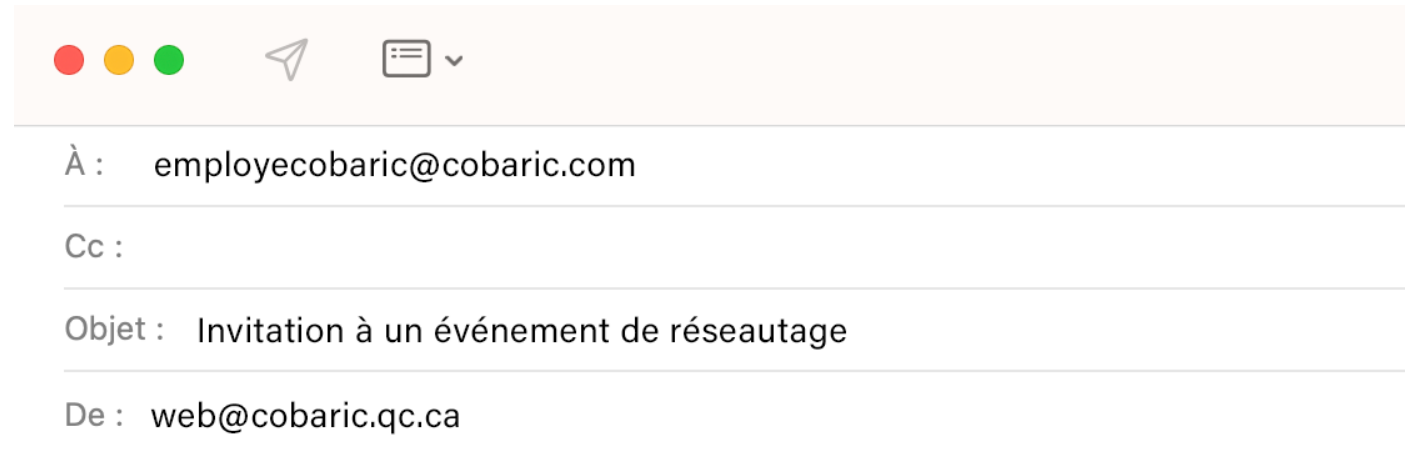 À : employecobaric@cobaric.com
Cc :
Objet : Invitation à un événement de réseautage
De : web@cobaric.qc.ca